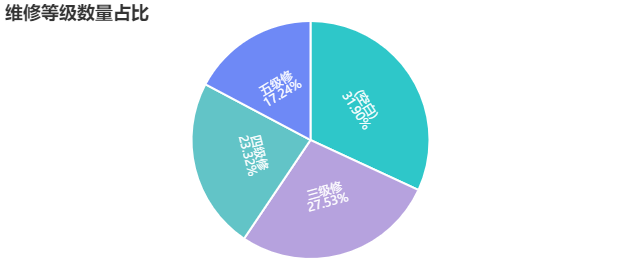 维修等级数量占比
(空白)
31.90%
三级修
27.53%
四级修
23.32%
五级修
17.24%